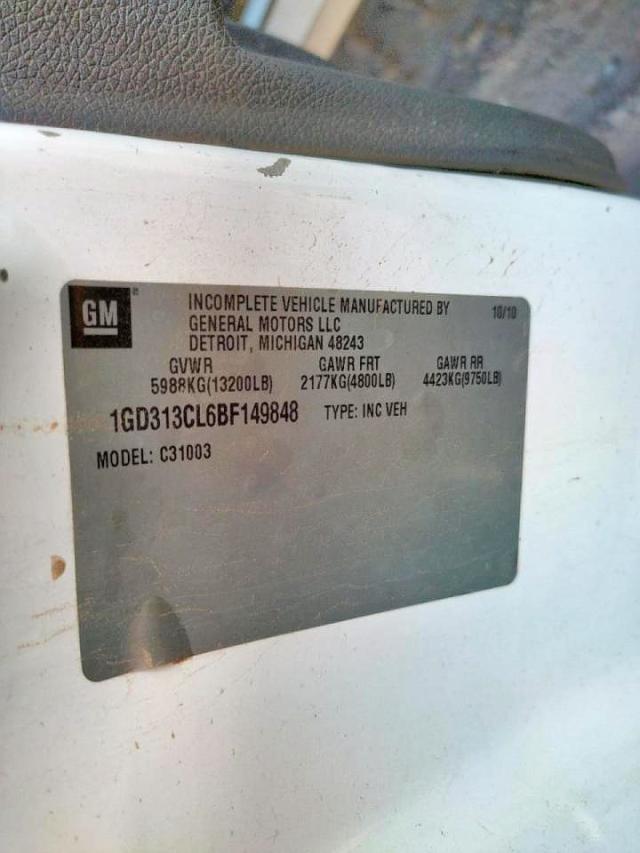 GM
INCOMPLETE VEHICLE MANUFACTURED BY 10/10
GENERAL MOTORS LLC
DETROIT, MICHIGAN 48243
GVWR GAWR FRT GAWR RR
5988KG(13200LB) 2177KG(4800LB) 4423KG(9750LB)
1GD313CL6BF149848 TYPE: INC VEH
MODEL: C31003